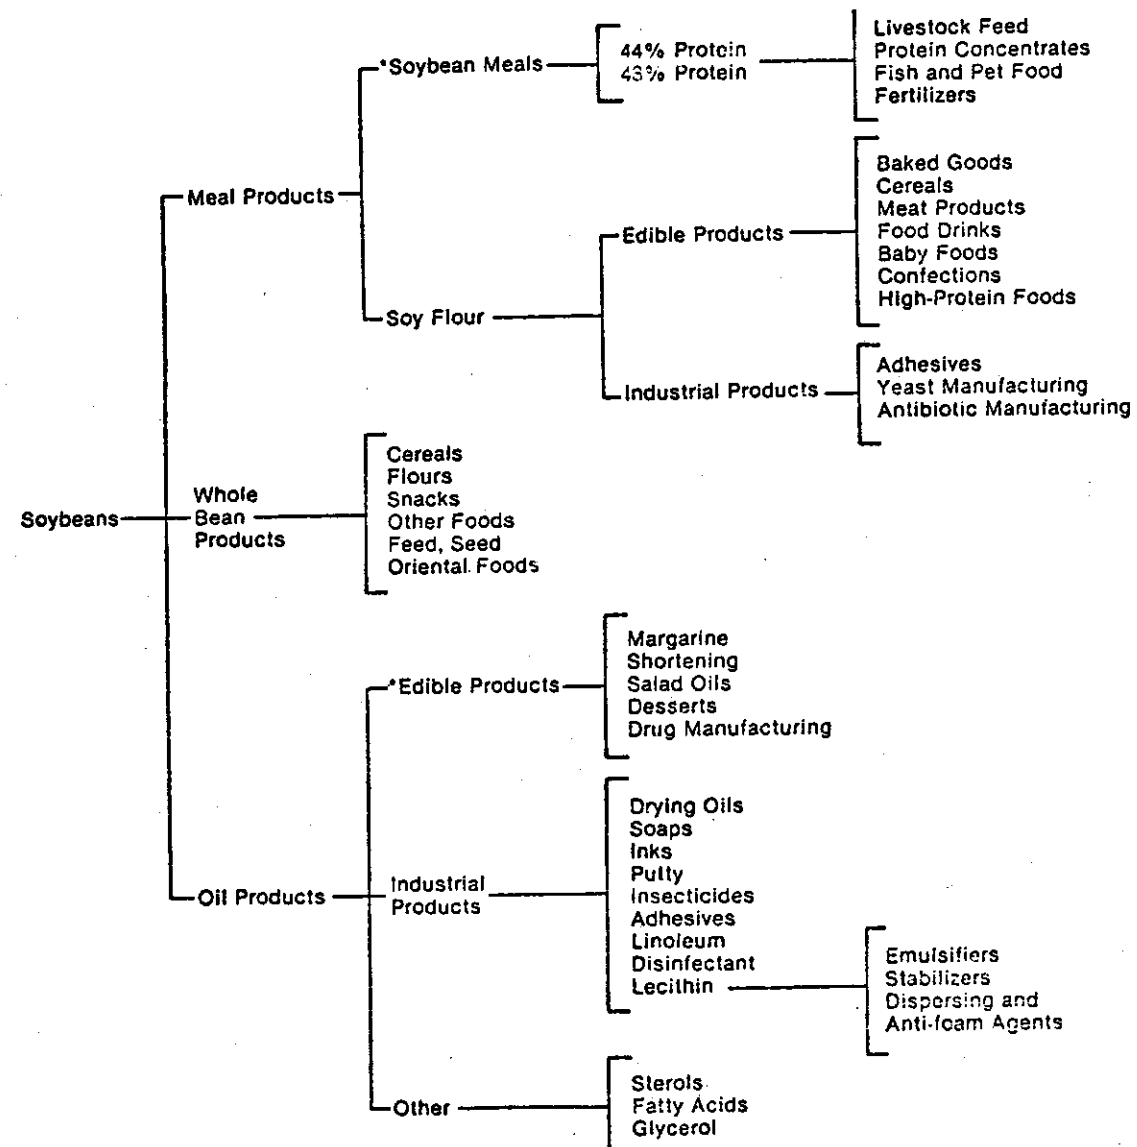 Livestock Feed
Protein Concentrates
Fish and Pet Food
Fertilizers
44% Protein
43% Protein
*Soybean Meals
Meal Products
Baked Goods
Cereals
Meat Products
Food Drinks
Baby Foods
Confections
High-Protein Foods
Edible Products
Soy Flour
Industrial Products
Adhesives
Yeast Manufacturing
Antibiotic Manufacturing
Soybeans
Whole
Bean
Products
Cereals
Flours
Snacks
Other Foods
Feed, Seed
Oriental Foods
*Edible Products
Margarine
Shortening
Salad Oils
Desserts
Drug Manufacturing
Oil Products
Industrial
Products
Drying Oils
Soaps
Inks
Putty
Insecticides
Adhesives
Linoleum
Disinfectant
Lecithin
Emulsifiers
Stabilizers
Dispersing and
Anti-foam Agents
Other
Sterols
Fatty Acids
Glycerol